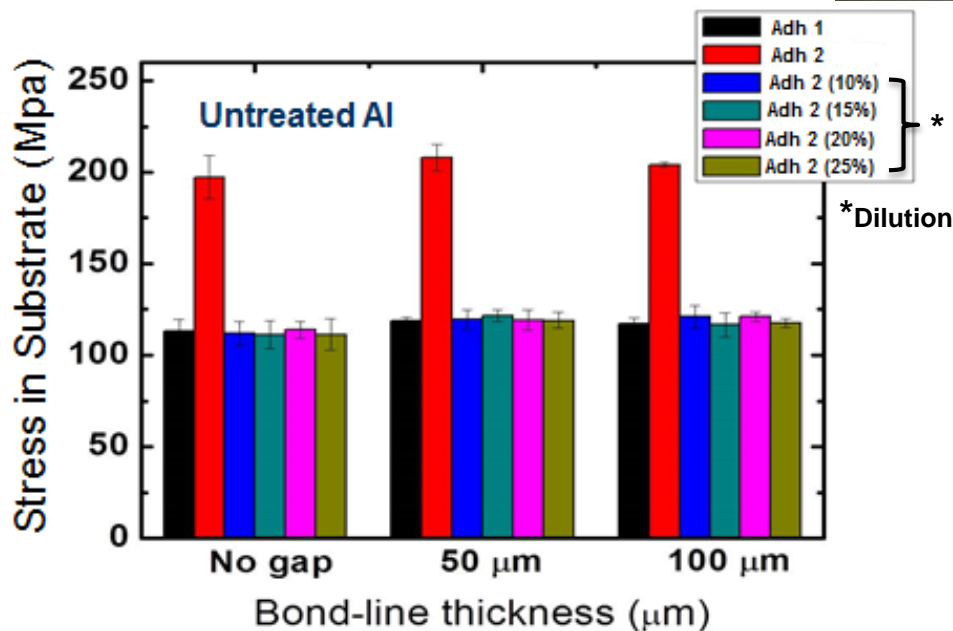 Adh 1
Adh 2
Adh 2 (10%)
Adh 2 (15%)
Adh 2 (20%)
Adh 2 (25%)
*
*Dilution
Untreated Al
Stress in Substrate (Mpa)
250
200
150
100
50
0
No gap 50 μm 100 μm
Bond-line thickness (μm)